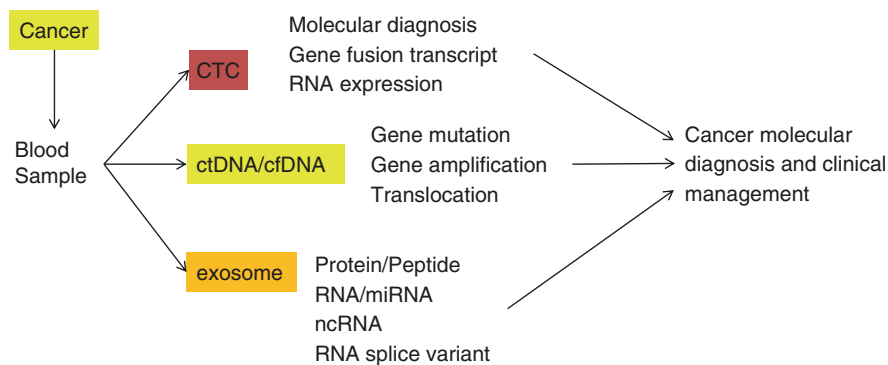 Cancer
Blood
Sample
CTC
Molecular diagnosis
Gene fusion transcript
RNA expression
ctDNA/cfDNA
Gene mutation
Gene amplification
Translocation
exosome
Protein/Peptide
RNA/miRNA
ncRNA
RNA splice variant
Cancer molecular
diagnosis and clinical
management